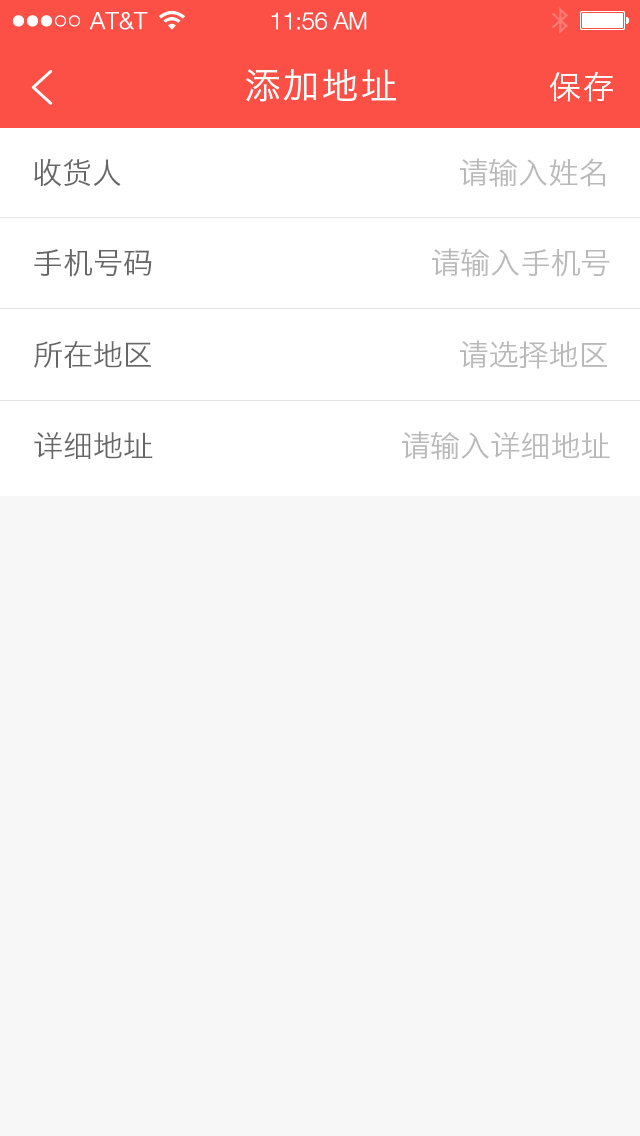 AT&T 11:56 AM
添加地址 保存
收货人 请输入姓名
手机号码 请输入手机号
所在地区 请选择地区
详细地址 请输入详细地址